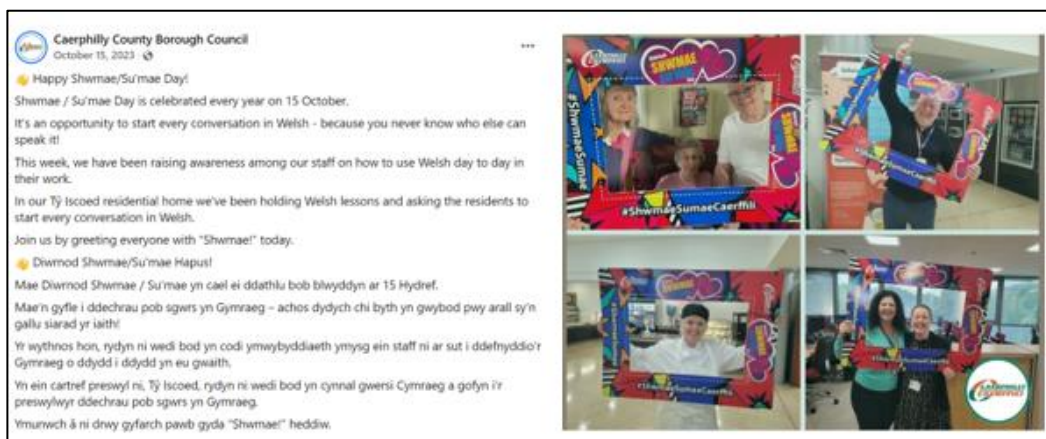 Caerphilly County Borough Council
October 15, 2023 ·
👋 Happy Shwmae/Su'mae Day!
Shwmae / Su'mae Day is celebrated every year on 15 October.
It's an opportunity to start every conversation in Welsh - because you never know who else can
speak it!
This week, we have been raising awareness among our staff on how to use Welsh day to day in
their work.
In our Tŷ Iscoed residential home we've been holding Welsh lessons and asking the residents to
start every conversation in Welsh.
Join us by greeting everyone with "Shwmae!" today.
👋 Diwrnod Shwmae/Su'mae Hapus!
Mae Diwrnod Shwmae / Su'mae yn cael ei ddathlu bob blwyddyn ar 15 Hydref.
Mae'n gyfle i ddechrau pob sgwrs yn Gymraeg – achos dydych chi byth yn gwybod pwy arall sy'n
gallu siarad yr iaith!
Yr wythnos hon, rydyn ni wedi bod yn codi ymwybyddiaeth ymysg ein staff ni ar sut i ddefnyddio'r
Gymraeg o ddydd i ddydd yn eu gwaith.
Yn ein cartref preswyl ni, Tŷ Iscoed, rydyn ni wedi bod yn cynnal gwersi Cymraeg a gofyn i'r
preswylwyr ddechrau pob sgwrs yn Gymraeg.
Ymunwch â ni drwy gyfarch pawb gyda "Shwmae!" heddiw.
SHWMAE
SU'MAE
#ShwmaeSumae
SHWMAE
#ShwmaeSumaeCaerffili
#ShwmaeSumaeCaerffili
SHWMAE
#ShwmaeSumaeCaerffili
#ShwmaeSumaeCaerffili
CAERPHILLY
CAERFFILI